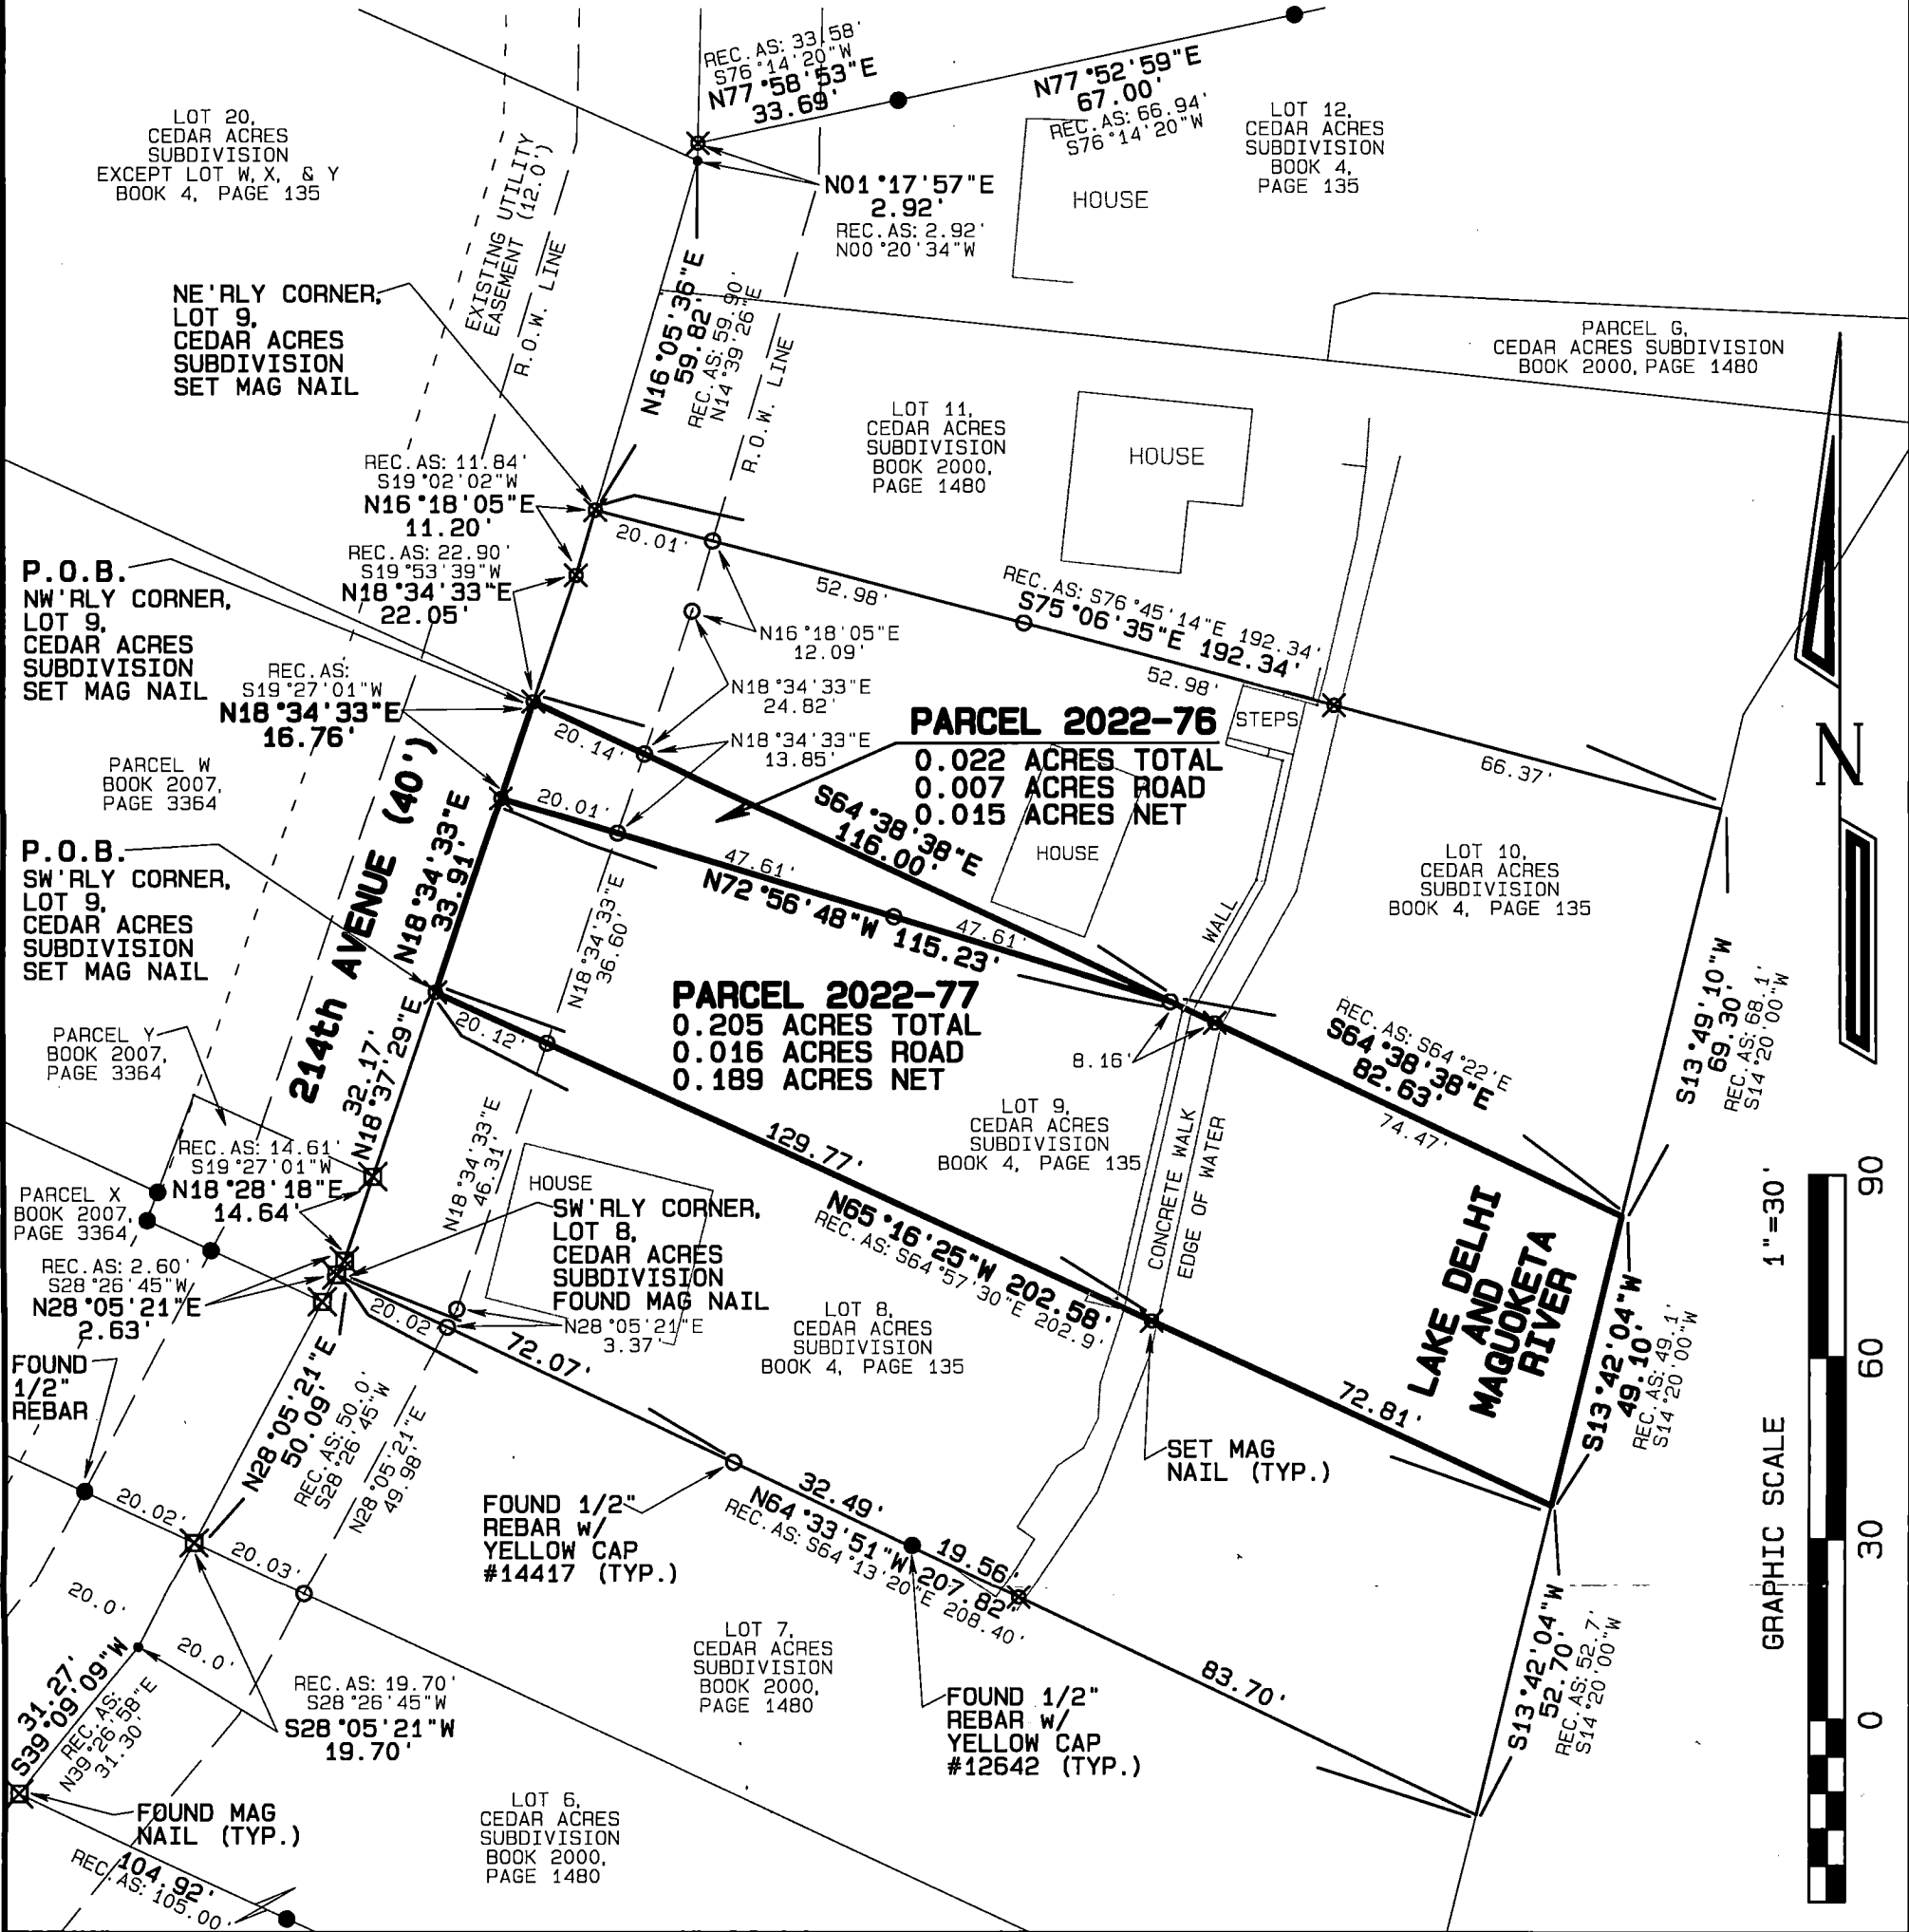 REC. AS: 33.58'
S76°14'20"W
N77°58'53"E
33.69'
N77°52'59"E
67.00'
REC. AS: 66.94'
S76°14'20"W
LOT 20,
CEDAR ACRES
SUBDIVISION
EXCEPT LOT W, X, & Y
BOOK 4, PAGE 135
LOT 12,
CEDAR ACRES
SUBDIVISION
BOOK 4,
PAGE 135
HOUSE
EXISTING UTILITY
EASEMENT (12.0')
R.O.W. LINE
N01°17'57"E
2.92'
REC. AS: 2.92'
N00°20'34"W
NE'RLY CORNER,
LOT 9,
CEDAR ACRES
SUBDIVISION
SET MAG NAIL
N16°05'36"E
59.82'
REC. AS: 59.90'
N14°39'26"E
R.O.W. LINE
PARCEL G,
CEDAR ACRES SUBDIVISION
BOOK 2000, PAGE 1480
LOT 11,
CEDAR ACRES
SUBDIVISION
BOOK 2000,
PAGE 1480
HOUSE
REC. AS: 11.84'
S19°02'02"W
N16°18'05"E
11.20'
REC. AS: 22.90'
S19°53'39"W
N18°34'33"E
22.05'
20.01'
52.98'
REC. AS: S76°45'14"E 192.34'
S75°06'35"E 192.34'
52.98'
66.37'
P.O.B.
NW'RLY CORNER,
LOT 9,
CEDAR ACRES
SUBDIVISION
SET MAG NAIL
REC. AS:
S19°27'01"W
N18°34'33"E
16.76'
N16°18'05"E
12.09'
N18°34'33"E
24.82'
N18°34'33"E
13.85'
20.14'
PARCEL 2022-76
0.022 ACRES TOTAL
0.007 ACRES ROAD
0.015 ACRES NET
STEPS
N
PARCEL W
BOOK 2007,
PAGE 3364
214th AVENUE (40')
N18°34'33"E
33.91'
20.01'
47.61'
S64°38'38"E
116.00'
N72°56'48"W 115.23'
47.61'
HOUSE
WALL
LOT 10,
CEDAR ACRES
SUBDIVISION
BOOK 4, PAGE 135
P.O.B.
SW'RLY CORNER,
LOT 9,
CEDAR ACRES
SUBDIVISION
SET MAG NAIL
N18°34'33"E
36.60'
S13°49'10"W
69.30'
REC. AS: 68.1'
S14°20'00"W
PARCEL 2022-77
0.205 ACRES TOTAL
0.016 ACRES ROAD
0.189 ACRES NET
8.16'
REC. AS: S64°22'E
S64°38'38"E
82.63'
74.47'
PARCEL Y
BOOK 2007,
PAGE 3364
32.17'
N18°37'29"E
20.12'
LOT 9,
CEDAR ACRES
SUBDIVISION
BOOK 4, PAGE 135
CONCRETE WALK
EDGE OF WATER
129.77'
N65°16'25"W 202.58'
REC. AS: S64°57'30"E 202.9'
72.81'
REC. AS: 14.61'
S19°27'01"W
N18°28'18"E
14.64'
N18°34'33"E
46.31'
HOUSE
SW'RLY CORNER,
LOT 8,
CEDAR ACRES
SUBDIVISION
FOUND MAG NAIL
PARCEL X
BOOK 2007,
PAGE 3364
REC. AS: 2.60'
S28°26'45"W
N28°05'21"E
2.63'
20.02'
N28°05'21"E
3.37'
LOT 8,
CEDAR ACRES
SUBDIVISION
BOOK 4, PAGE 135
LAKE DELHI
AND
MAQUOKETA
RIVER
S13°42'04"W
49.10'
REC. AS: 49.1'
S14°20'00"W
FOUND
1/2"
REBAR
N28°05'21"E
50.09'
REC. AS: 50.0'
S28°26'45"W
N28°05'21"E
49.98'
72.07'
SET MAG
NAIL (TYP.)
FOUND 1/2"
REBAR W/
YELLOW CAP
#14417 (TYP.)
32.49'
N64°33'51"W 207.82'
REC. AS: S64°13'20"E 208.40'
19.56'
83.70'
20.02'
20.03'
20.0'
20.0'
LOT 7,
CEDAR ACRES
SUBDIVISION
BOOK 2000,
PAGE 1480
FOUND 1/2"
REBAR W/
YELLOW CAP
#12642 (TYP.)
S13°42'04"W
52.70'
REC. AS: 52.7'
S14°20'00"W
31.27'
S39°09'09"W
REC. AS:
N39°26'58"E
31.30'
REC. AS: 19.70'
S28°26'45"W
S28°05'21"W
19.70'
FOUND MAG
NAIL (TYP.)
104.92'
REC. AS: 105.00'
LOT 6,
CEDAR ACRES
SUBDIVISION
BOOK 2000,
PAGE 1480
GRAPHIC SCALE 1"=30'
0 30 60 90